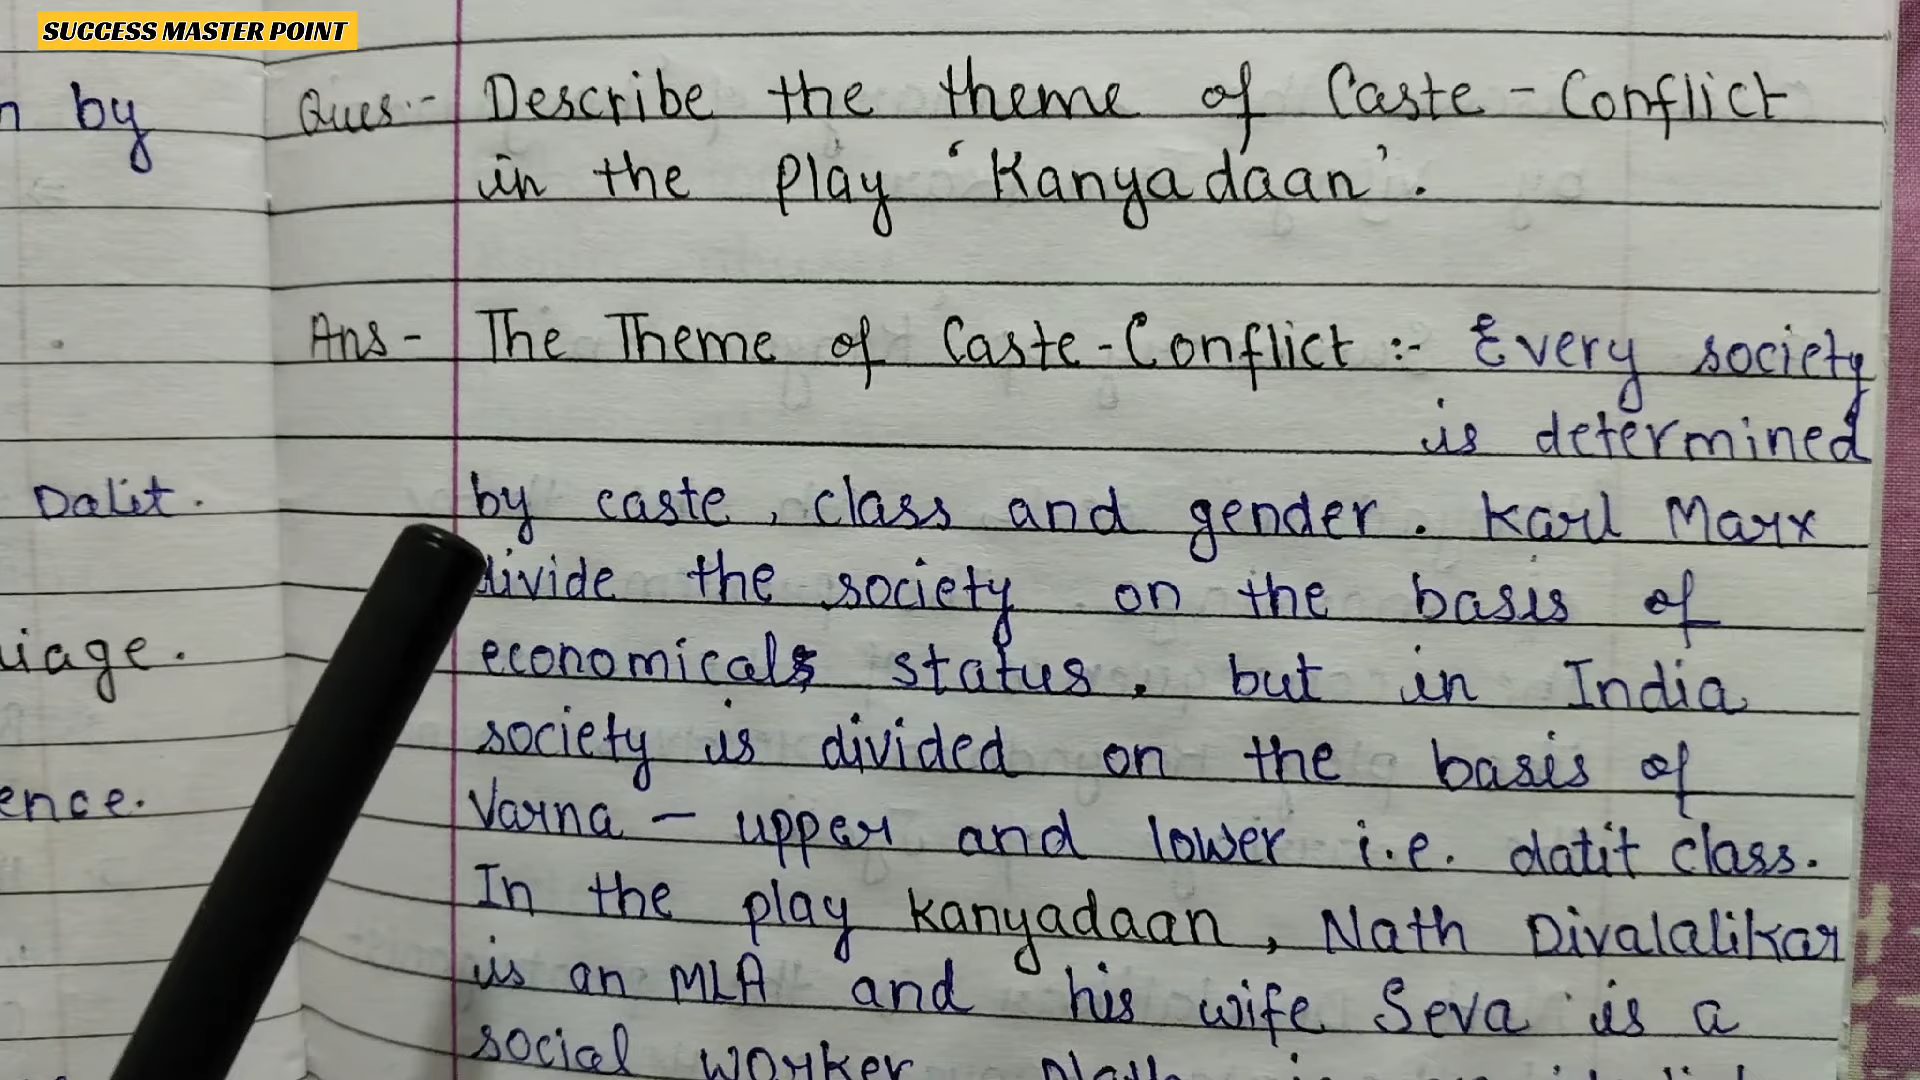 SUCCESS MASTER POINT
by
Ques:- Describe the theme of Caste-Conflict
in the play 'Kanyadaan'.
Ans- The Theme of Caste-Conflict :- Every society
is determined
Dalit.
by caste, class and gender. Karl Marx
divide the society on the basis of
economicals status. but in India
society is divided on the basis of
Varna - upper and lower i.e. datit class.
In the play kanyadaan, Nath Divalalikar
is an MLA and his wife Seva is a
social worker